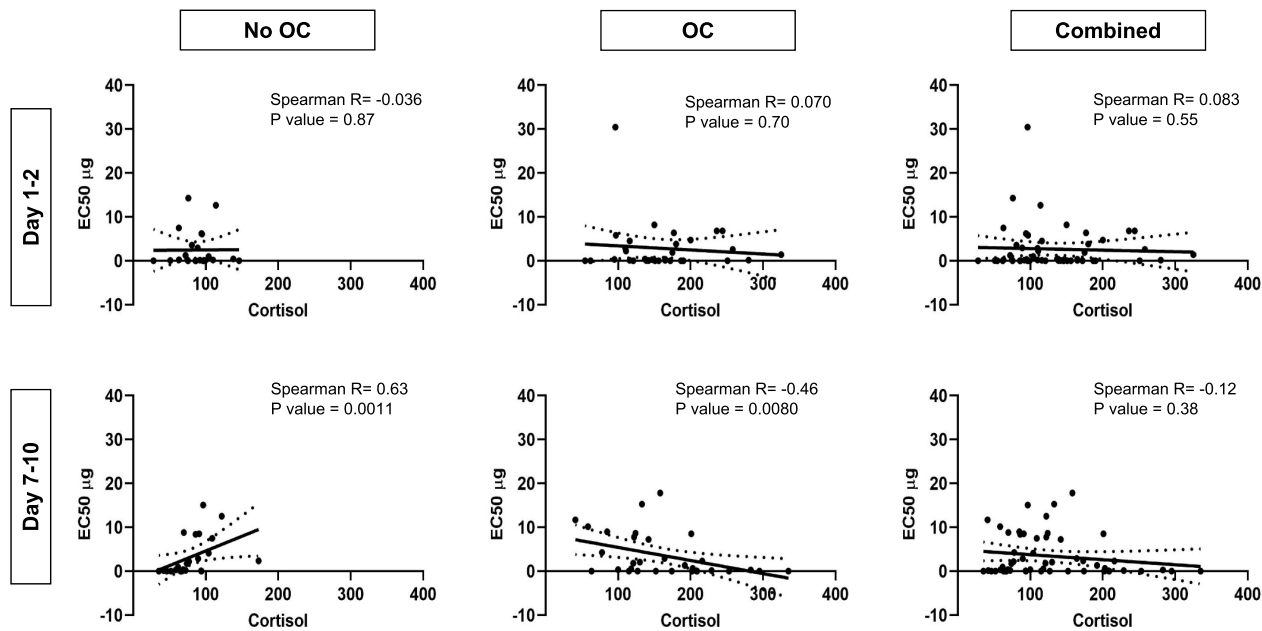 No OC
OC
Combined
Day 1-2
Spearman R= -0.036
P value = 0.87
EC50 µg
40
30
20
10
0
-10
100
200
300
400
Cortisol
Spearman R= 0.070
P value = 0.70
EC50 µg
40
30
20
10
0
-10
100
200
300
400
Cortisol
Spearman R= 0.083
P value = 0.55
EC50 µg
40
30
20
10
0
-10
100
200
300
400
Cortisol
Day 7-10
Spearman R= 0.63
P value = 0.0011
EC50 µg
40
30
20
10
0
-10
100
200
300
400
Cortisol
Spearman R= -0.46
P value = 0.0080
EC50 µg
40
30
20
10
0
-10
100
200
300
400
Cortisol
Spearman R= -0.12
P value = 0.38
EC50 µg
40
30
20
10
0
-10
100
200
300
400
Cortisol